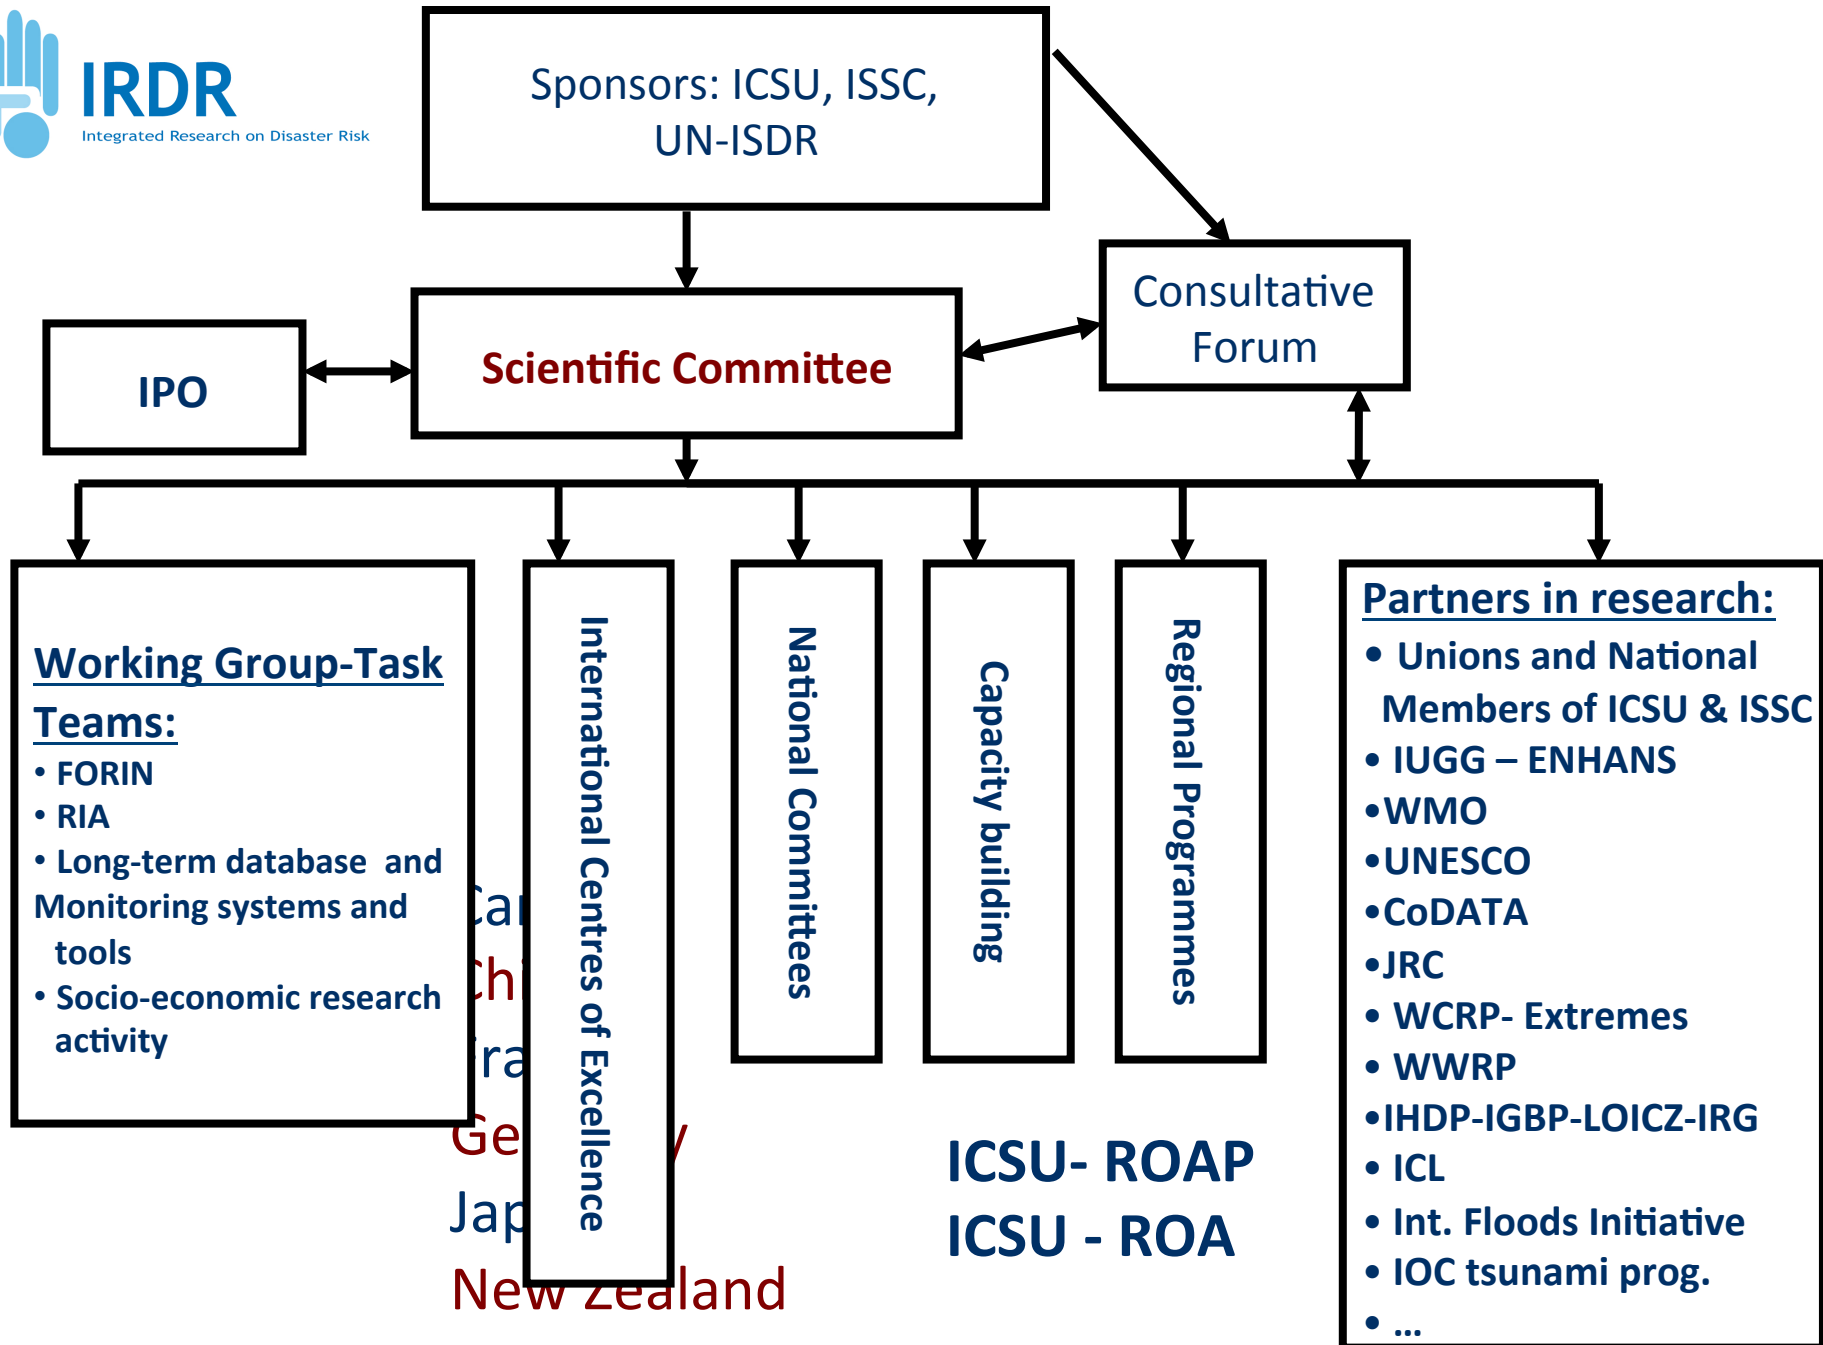 IRDR
Integrated Research on Disaster Risk
Sponsors: ICSU, ISSC,
UN-ISDR
Consultative
Forum
Scientific Committee
IPO
Working Group-Task
Teams:
• FORIN
• RIA
• Long-term database and
Monitoring systems and
tools
• Socio-economic research
activity
International Centres of Excellence
National Committees
Capacity building
Regional Programmes
Partners in research:
• Unions and National
Members of ICSU & ISSC
• IUGG – ENHANS
•WMO
•UNESCO
•CoDATA
•JRC
• WCRP- Extremes
• WWRP
•IHDP-IGBP-LOICZ-IRG
• ICL
• Int. Floods Initiative
• IOC tsunami prog.
• ...
New Zealand
ICSU- ROAP
ICSU - ROA